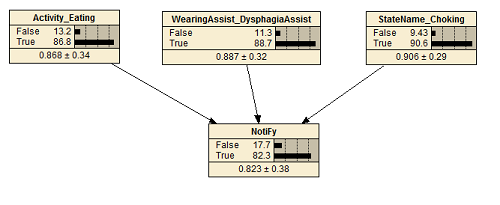 Activity_Eating
False 13.2
True 86.8
0.868 ± 0.34
WearingAssist_DysphagiaAssist
False 11.3
True 88.7
0.887 ± 0.32
StateName_Choking
False 9.43
True 90.6
0.906 ± 0.29
NotiFy
False 17.7
True 82.3
0.823 ± 0.38